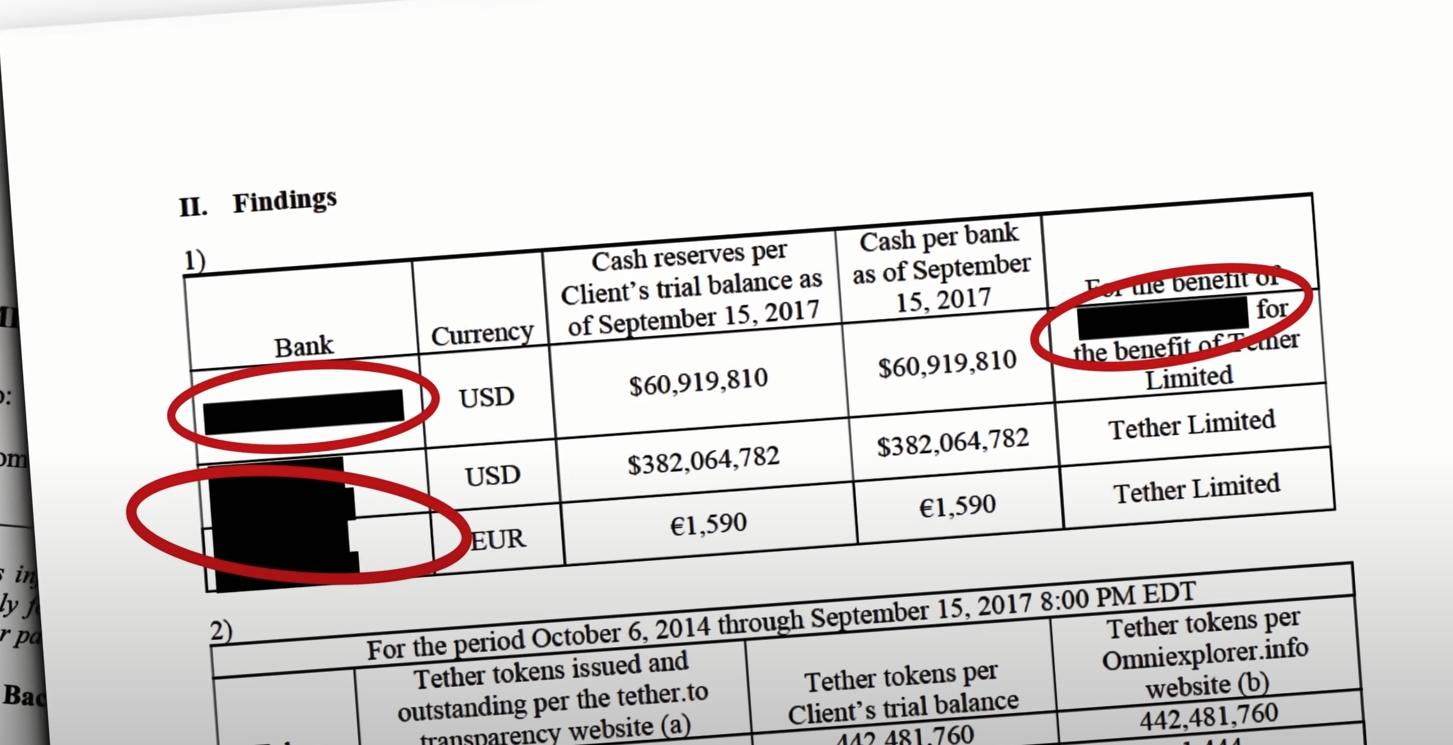 II. Findings
1)
Bank
Currency
Cash reserves per
Client's trial balance as
of September 15, 2017
Cash per bank
as of September
15, 2017
For the benefit of
for
the benefit of Tether
Limited
USD
$60,919,810
$60,919,810
USD
$382,064,782
$382,064,782
Tether Limited
EUR
€1,590
€1,590
Tether Limited
2)
For the period October 6, 2014 through September 15, 2017 8:00 PM EDT
Tether tokens issued and
outstanding per the tether.to
transparency website (a)
Tether tokens per
Client's trial balance
Tether tokens per
Omniexplorer.info
website (b)
442,481,760
442,481,760
Bac